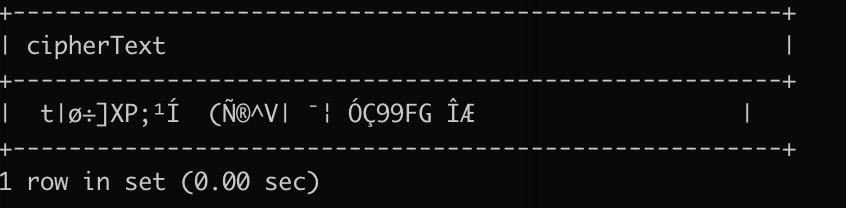 +--------------------------------------------------------+
| cipherText                                             |
+--------------------------------------------------------+
|  t|ø÷]XP;¹Í  (Ñ®^V| ¯¦ ÓÇ99FG ÎÆ                    |
+--------------------------------------------------------+
1 row in set (0.00 sec)